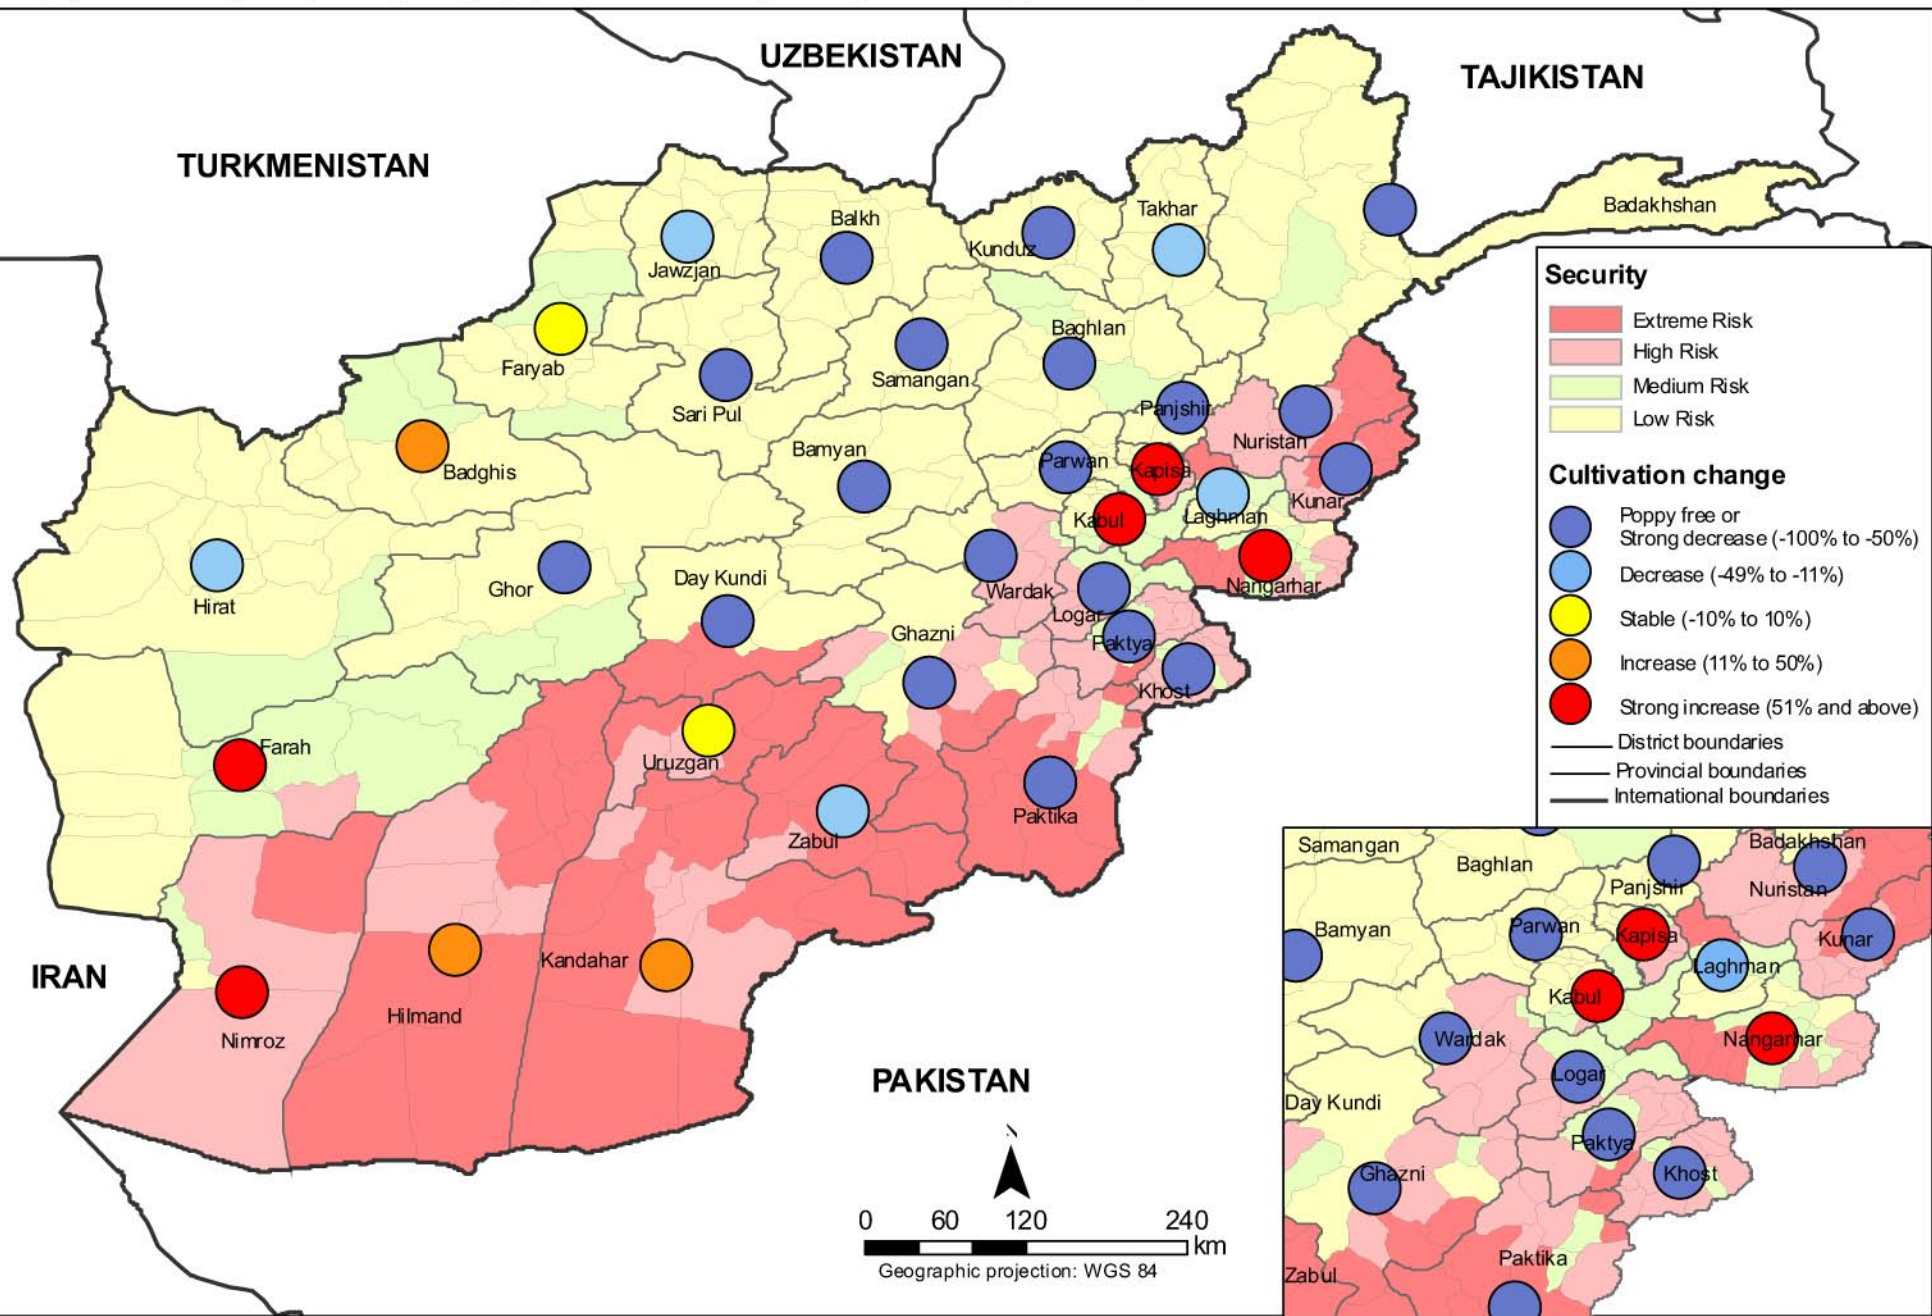 UZBEKISTAN
TAJIKISTAN
TURKMENISTAN
Badakhshan
Takhar
Balkh
Kunduz
Jawzjan
Baghlan
Faryab
Samangan
Sari Pul
Panjshir
Nuristan
Bamyan
Parwan
Kapisa
Badghis
Kunar
Kabul
Laghman
Day Kundi
Ghor
Wardak
Nangarhar
Hirat
Logar
Ghazni
Paktya
Khost
Farah
Uruzgan
Paktika
Zabul
Kandahar
IRAN
Hilmand
Nimroz
PAKISTAN
0 60 120 240
km
Geographic projection: WGS 84
Security
Extreme Risk
High Risk
Medium Risk
Low Risk
Cultivation change
Poppy free or
Strong decrease (-100% to -50%)
Decrease (-49% to -11%)
Stable (-10% to 10%)
Increase (11% to 50%)
Strong increase (51% and above)
District boundaries
Provincial boundaries
International boundaries
Samangan
Badakhshan
Baghlan
Panjshir
Nuristan
Bamyan
Parwan
Kapisa
Kunar
Laghman
Kabul
Wardak
Nangarhar
Logar
Day Kundi
Paktya
Ghazni
Khost
Paktika
Zabul